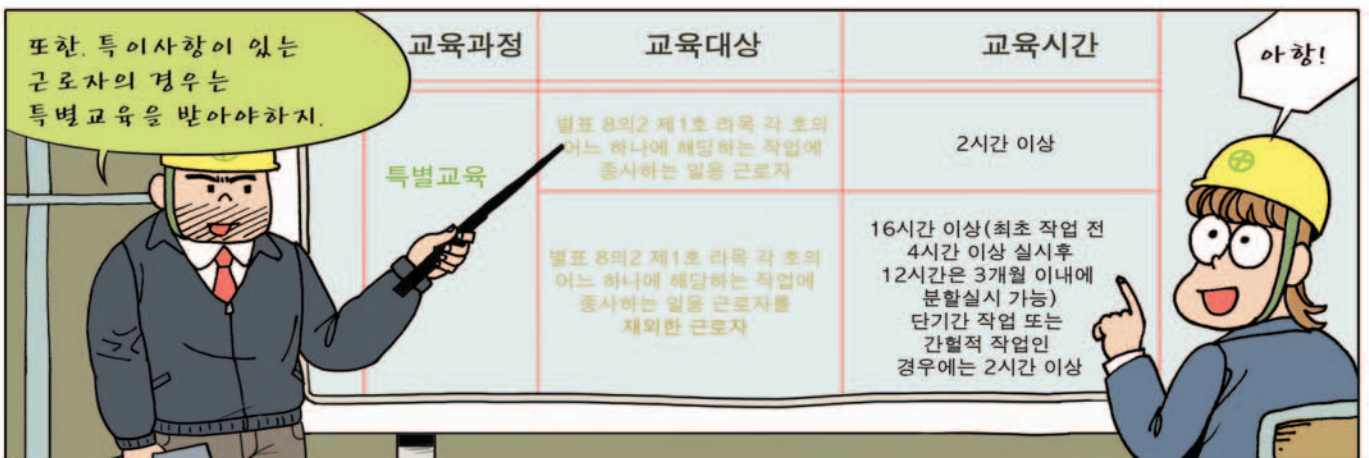 또한. 특이사항이 있는
근로자의 경우는
특별교육을 받아야하지.
교육과정
교육대상
교육시간
아항!
특별교육
별표 8의2 제1호 라목 각 호의
어느 하나에 해당하는 작업에
종사하는 일용 근로자
2시간 이상
별표 8의2 제1호 라목 각 호의
어느 하나에 해당하는 작업에
종사하는 일용 근로자를
재외한 근로자
16시간 이상(최초 작업 전
4시간 이상 실시후
12시간은 3개월 이내에
분할실시 가능)
단기간 작업 또는
간헐적 작업인
경우에는 2시간 이상